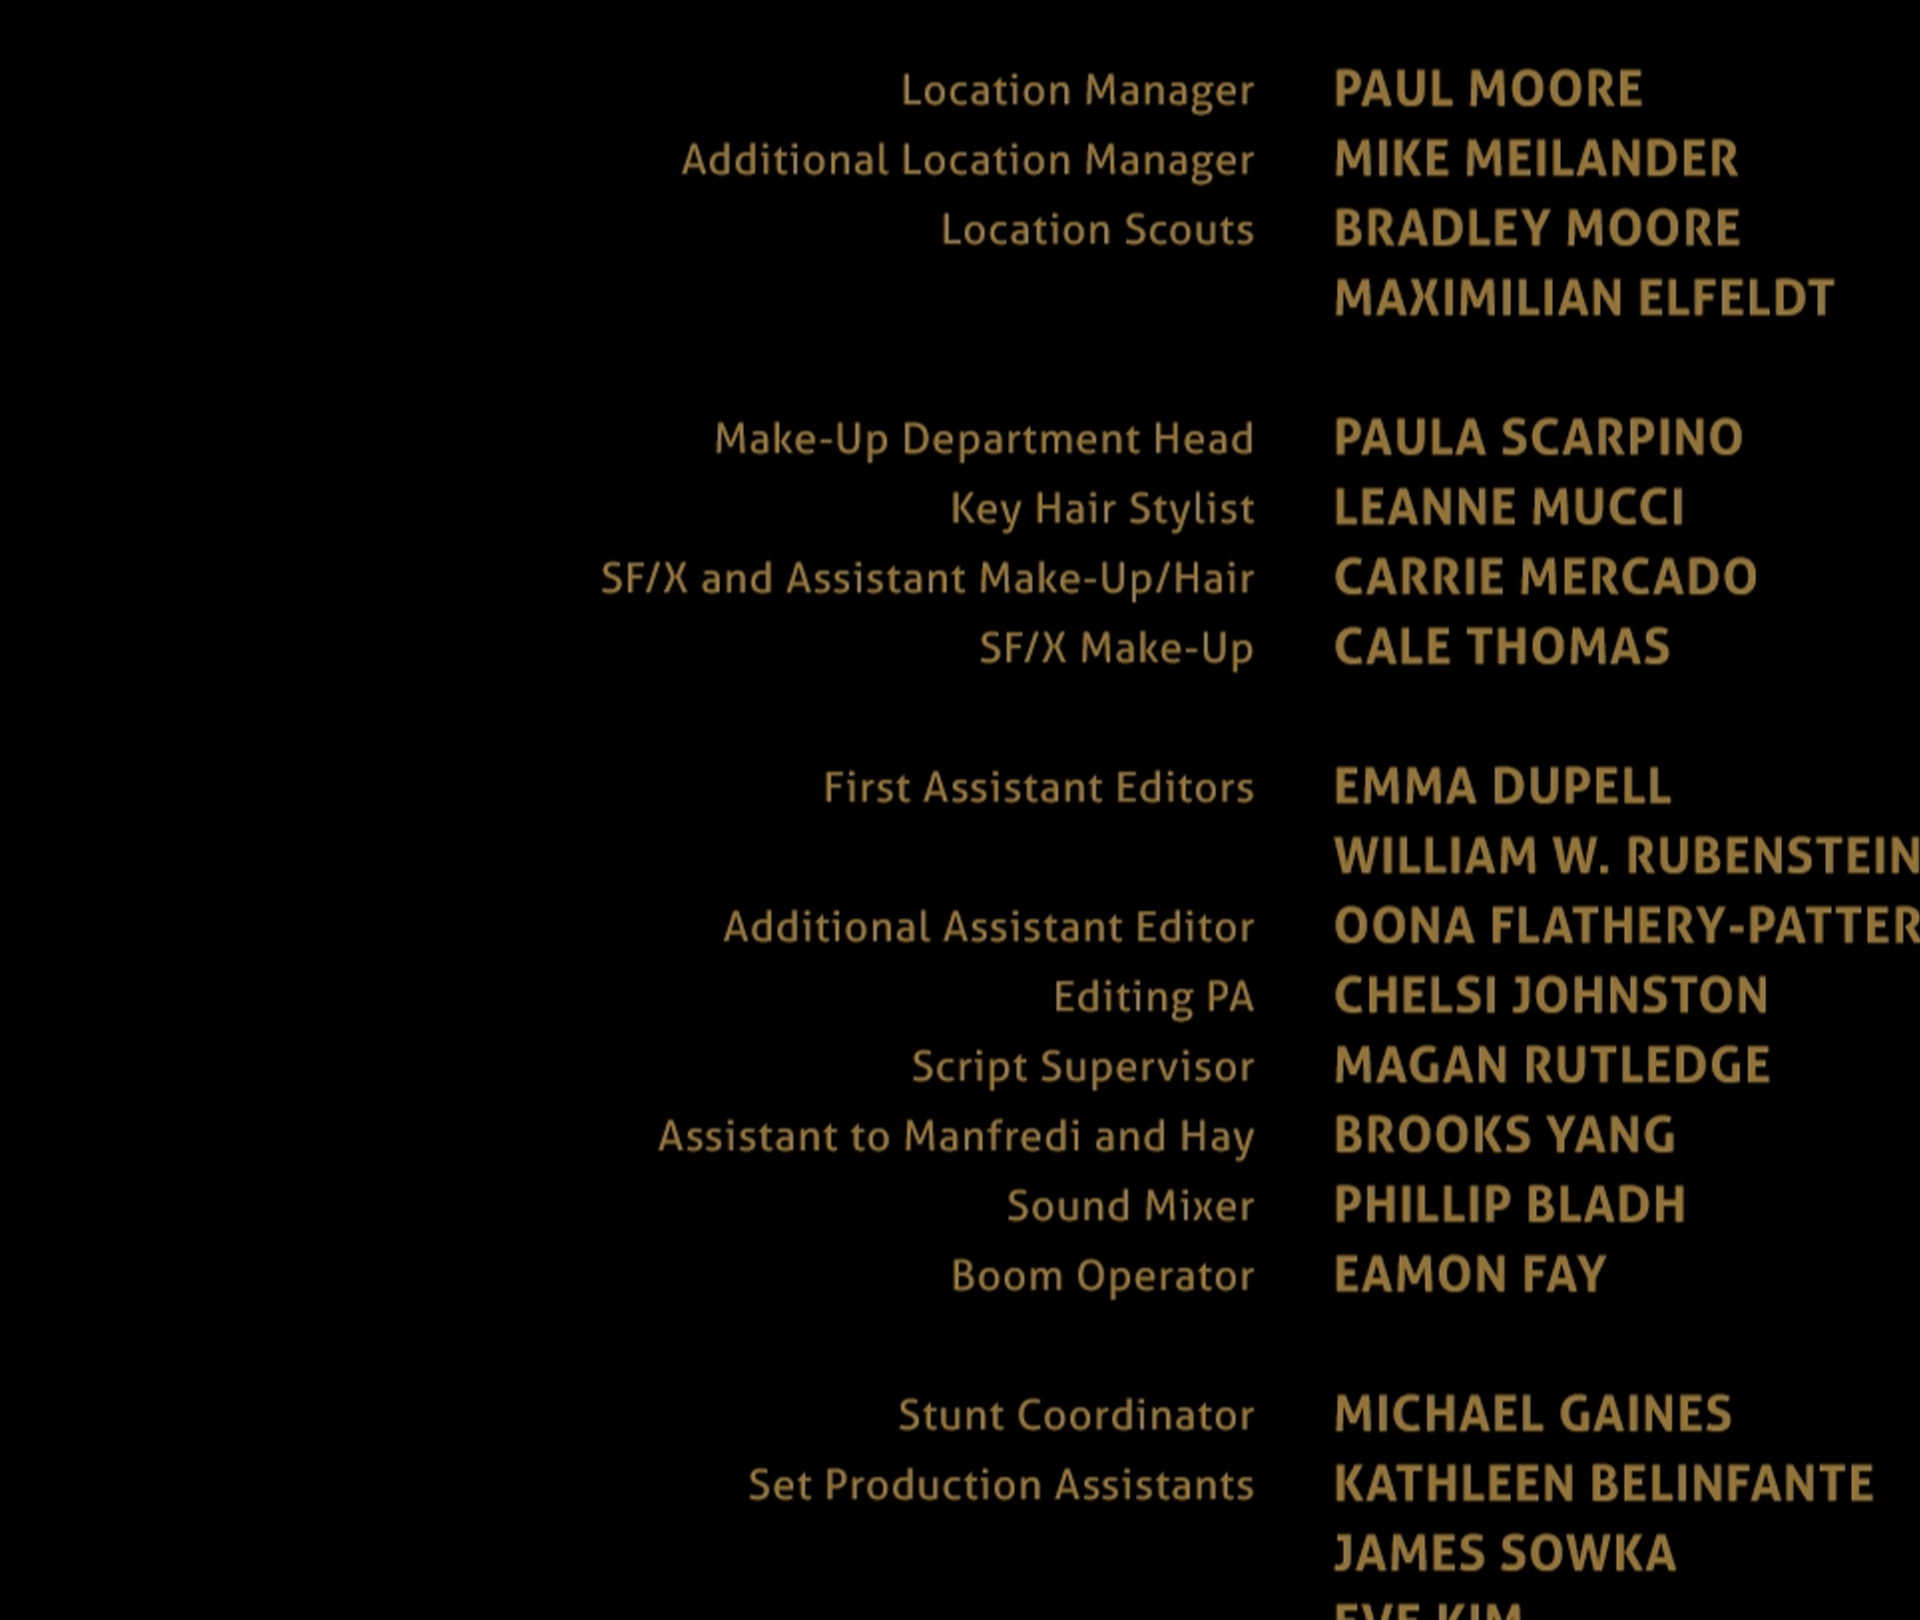 Location Manager PAUL MOORE
Additional Location Manager MIKE MEILANDER
Location Scouts BRADLEY MOORE
MAXIMILIAN ELFELDT
Make-Up Department Head PAULA SCARPINO
Key Hair Stylist LEANNE MUCCI
SF/X and Assistant Make-Up/Hair CARRIE MERCADO
SF/X Make-Up CALE THOMAS
First Assistant Editors EMMA DUPELL
WILLIAM W. RUBENSTEIN
Additional Assistant Editor OONA FLATHERY-PATTER
Editing PA CHELSI JOHNSTON
Script Supervisor MAGAN RUTLEDGE
Assistant to Manfredi and Hay BROOKS YANG
Sound Mixer PHILLIP BLADH
Boom Operator EAMON FAY
Stunt Coordinator MICHAEL GAINES
Set Production Assistants KATHLEEN BELINFANTE
JAMES SOWKA
EVE KIM